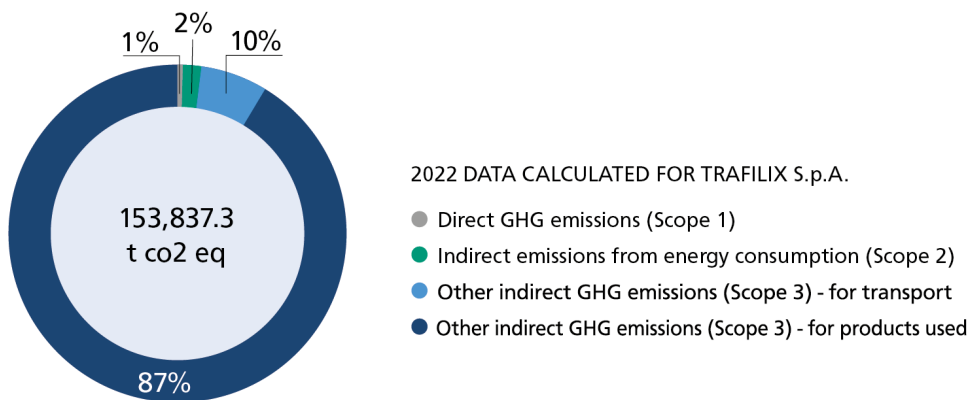 2%
1%
10%
153,837.3
t co2 eq
87%
2022 DATA CALCULATED FOR TRAFILIX S.p.A.
Direct GHG emissions (Scope 1)
Indirect emissions from energy consumption (Scope 2)
Other indirect GHG emissions (Scope 3) - for transport
Other indirect GHG emissions (Scope 3) - for products used